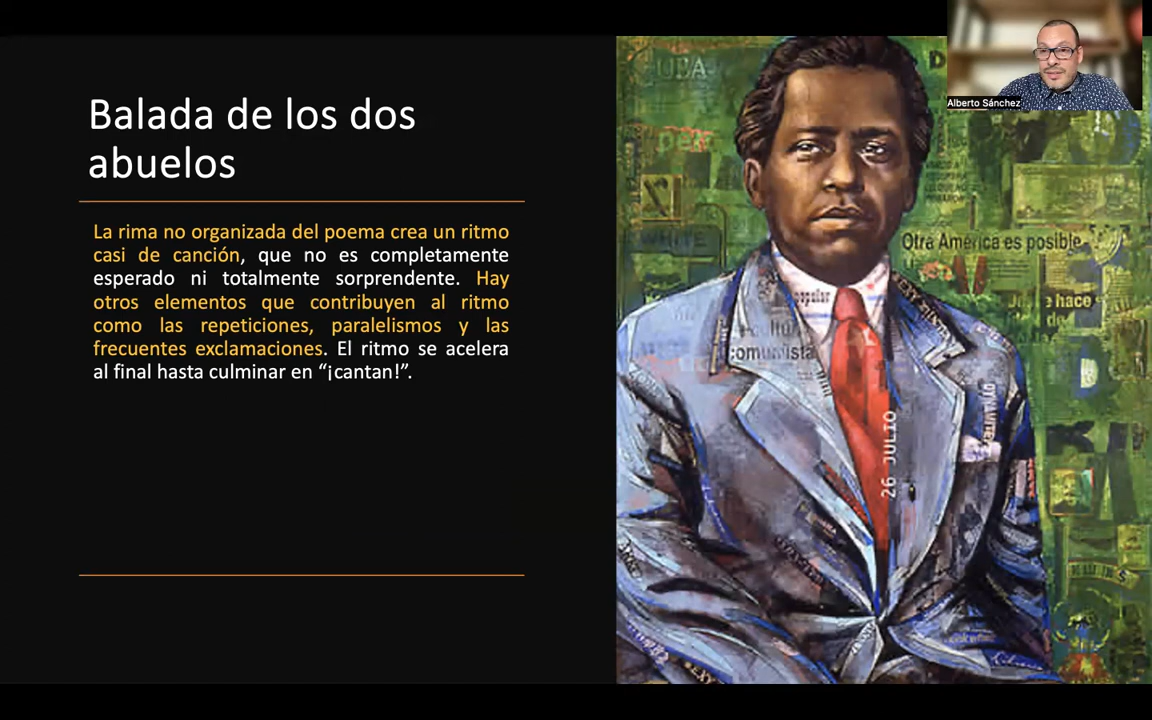 Balada de los dos
abuelos
La rima no organizada del poema crea un ritmo
casi de canción, que no es completamente
esperado ni totalmente sorprendente. Hay
otros elementos que contribuyen al ritmo
como las repeticiones, paralelismos y las
frecuentes exclamaciones. El ritmo se acelera
al final hasta culminar en “¡cantan!”.
Alberto Sánchez
Otra América es posible
WHITE
popular
comunista
26 JULIO